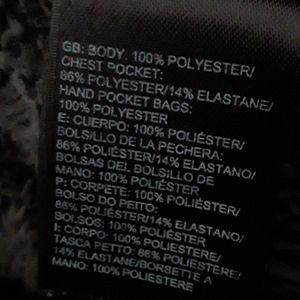 GB: BODY. 100% POLYESTER/
CHEST POCKET:
86% POLYESTER/14% ELASTANE/
HAND POCKET BAGS:
100% POLYESTER
E: CUERPO: 100% POLIÉSTER/
BOLSILLO DE LA PECHERA:
86% POLIÉSTER/14% ELASTANO/
BOLSAS DEL BOLSILLO DE
MANO: 100% POLIÉSTER
P: CORPETE: 100% POLIÉSTER/
BOLSO DO PEITO:
86% POLIÉSTER/14% ELASTANO/
BOLSOS: 100% POLIÉSTER
I: CORPO: 100% POLIESTERE/
TASCA PETTO: 86% POLIESTERE/
14% ELASTANE/BORSETTE A
MANO: 100% POLIESTERE